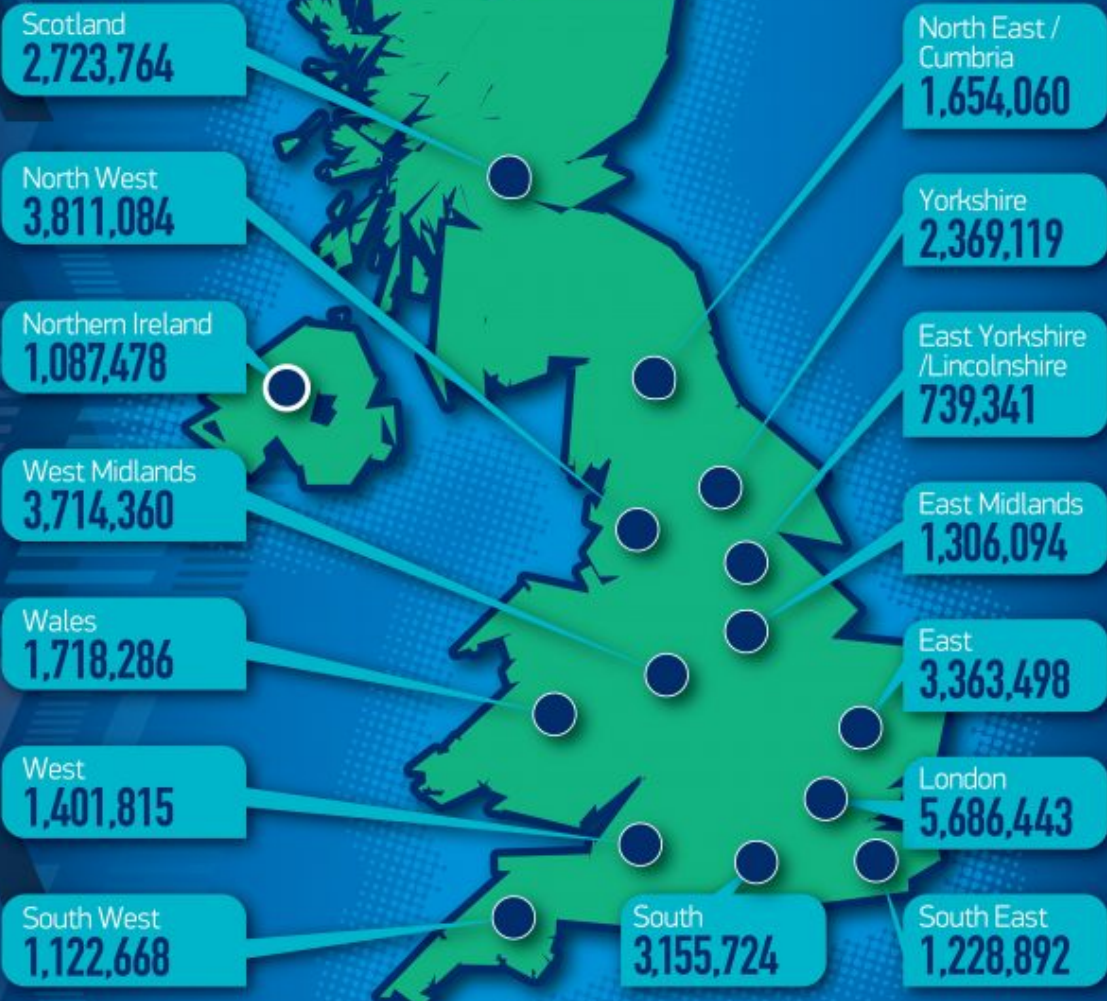 Scotland
2,723,764
North West
3,811,084
Northern Ireland
1,087,478
West Midlands
3,714,360
Wales
1,718,286
West
1,401,815
South West
1,122,668
South
3,155,724
North East /
Cumbria
1,654,060
Yorkshire
2,369,119
East Yorkshire
/Lincolnshire
739,341
East Midlands
1,306,094
East
3,363,498
London
5,686,443
South East
1,228,892